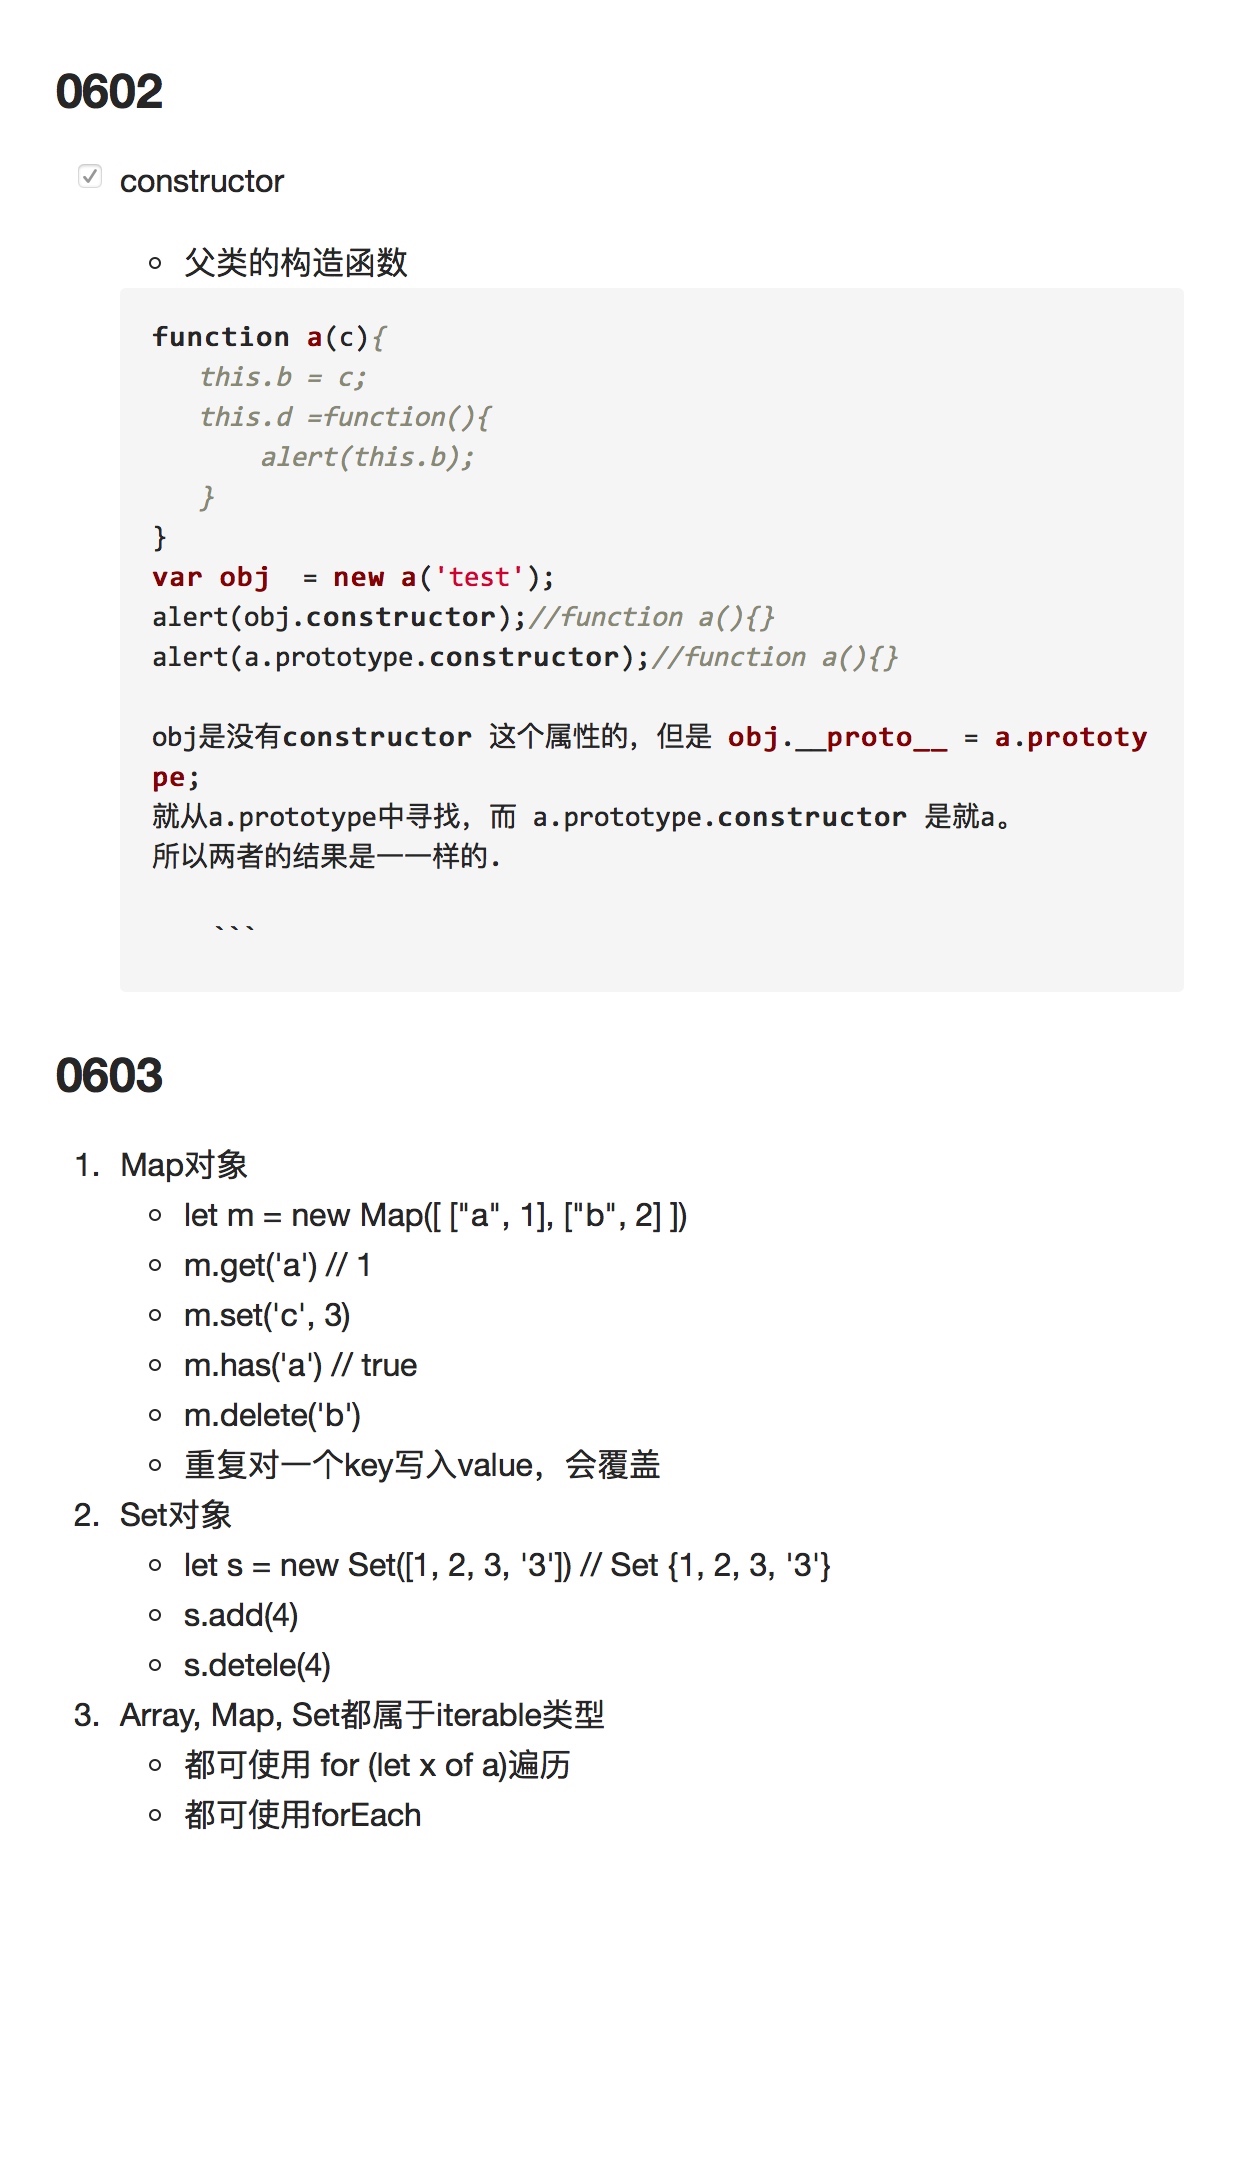 0602
constructor
父类的构造函数
function a(c){
this.b = c;
this.d =function(){
alert(this.b);
}
}
var obj  = new a('test');
alert(obj.constructor);//function a(){}
alert(a.prototype.constructor);//function a(){}
obj是没有constructor 这个属性的，但是 obj.__proto__ = a.prototy
pe;
就从a.prototype中寻找，而 a.prototype.constructor 是就a。
所以两者的结果是一一样的.
```
0603
1. Map对象
let m = new Map([ ["a", 1], ["b", 2] ])
m.get('a') // 1
m.set('c', 3)
m.has('a') // true
m.delete('b')
重复对一个key写入value，会覆盖
2. Set对象
let s = new Set([1, 2, 3, '3']) // Set {1, 2, 3, '3'}
s.add(4)
s.detele(4)
3. Array, Map, Set都属于iterable类型
都可使用 for (let x of a)遍历
都可使用forEach